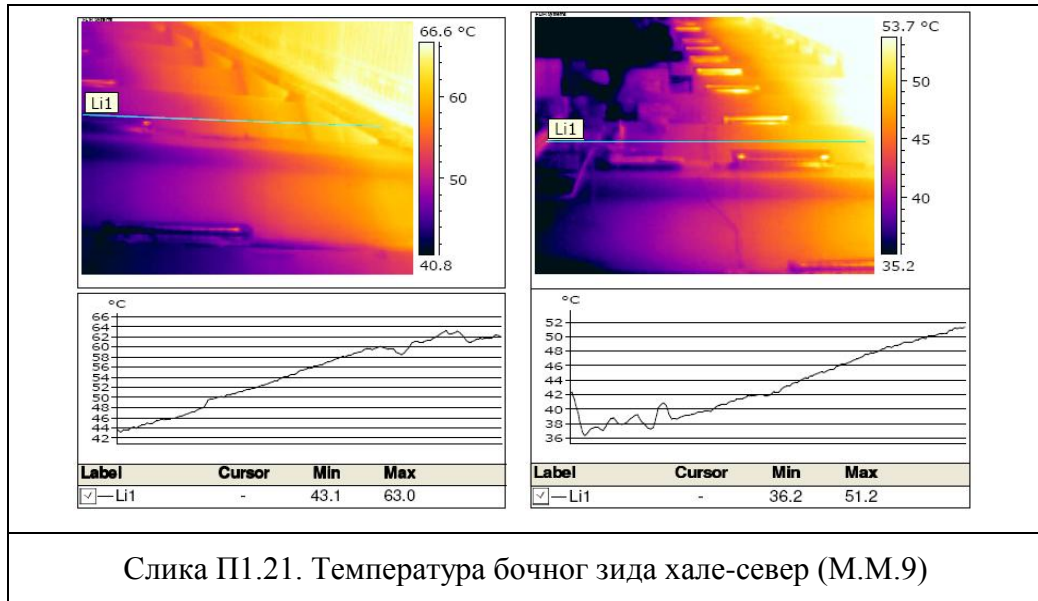 66.6 °C
60
50
40.8
Li1
53.7 °C
50
45
40
35.2
Li1
°C
66
64
62
60
58
56
54
52
50
48
46
44
42
Label Cursor Min Max
Li1 - 43.1 63.0
°C
52
50
48
46
44
42
40
38
36
Label Cursor Min Max
Li1 - 36.2 51.2
Слика П1.21. Температура бочног зида хале-север (М.М.9)